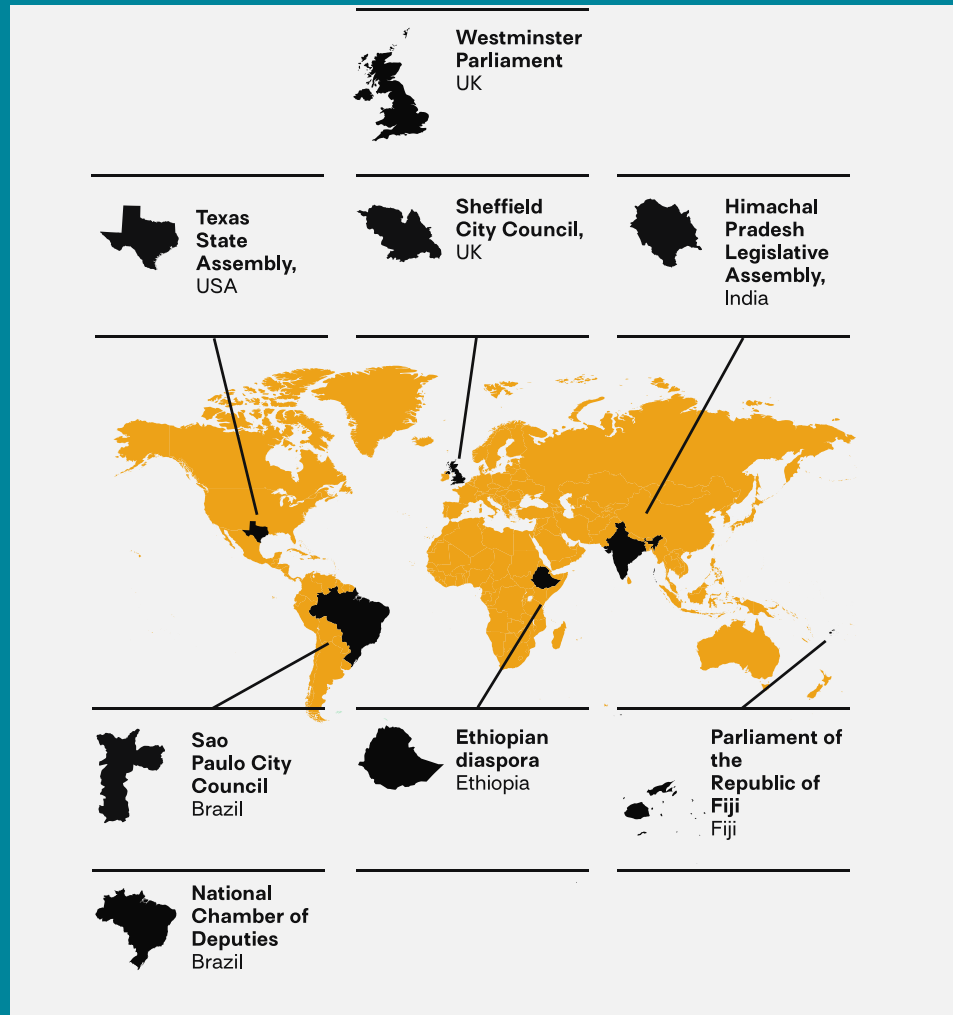 Westminster
Parliament
UK
Texas
State
Assembly,
USA
Sheffield
City Council,
UK
Himachal
Pradesh
Legislative
Assembly,
India
Sao
Paulo City
Council
Brazil
Ethiopian
diaspora
Ethiopia
Parliament of
the
Republic of
Fiji
Fiji
National
Chamber of
Deputies
Brazil